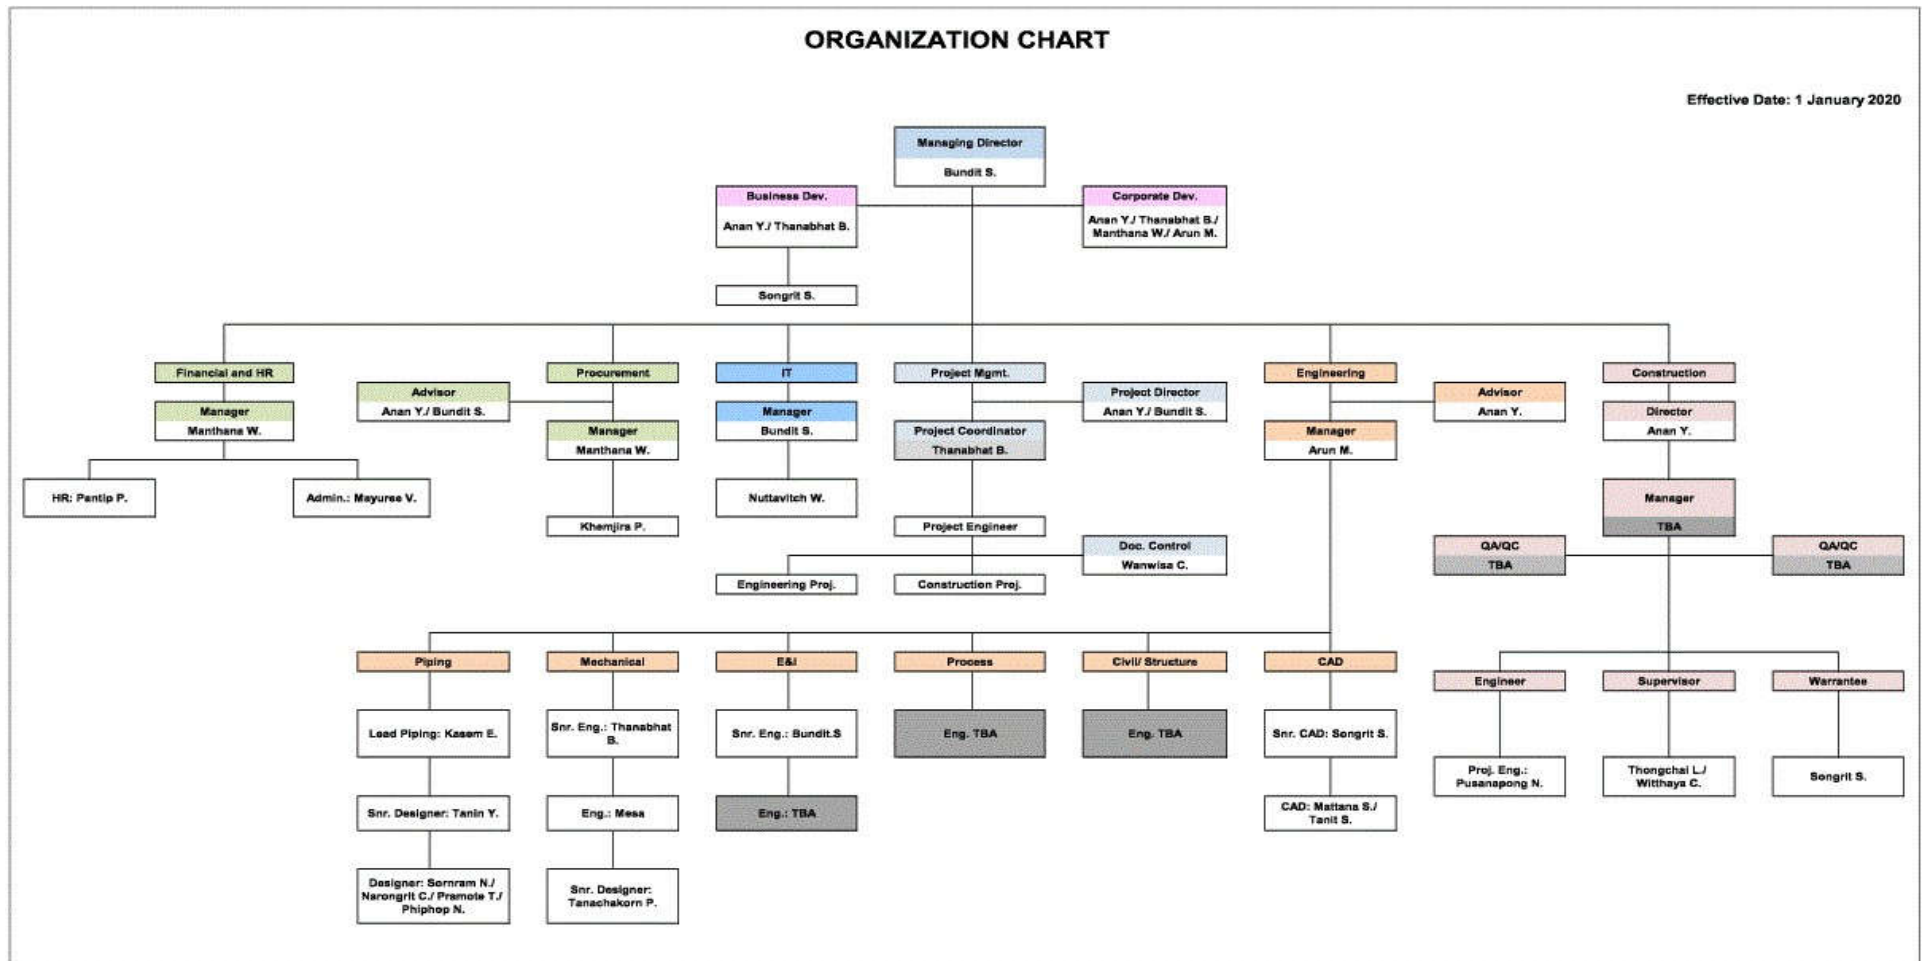 ORGANIZATION CHART
Effective Date: 1 January 2020
Managing Director
Bundit S.
Business Dev.
Anan Y./ Thanabhat B.
Corporate Dev.
Anan Y./ Thanabhat B./
Manthana W./ Arun M.
Songrit S.
Financial and HR
Manager
Manthana W.
HR: Pantip P.
Admin.: Mayuree V.
Procurement
Advisor
Anan Y./ Bundit S.
Manager
Manthana W.
Khemjira P.
IT
Manager
Bundit S.
Nuttavitch W.
Project Mgmt.
Project Director
Anan Y./ Bundit S.
Project Coordinator
Thanabhat B.
Project Engineer
Doc. Control
Wanwisa C.
Engineering Proj.
Construction Proj.
Engineering
Advisor
Anan Y.
Manager
Arun M.
Piping
Lead Piping: Kasem E.
Snr. Designer: Tanin Y.
Designer: Sornram N./
Narongrit C./ Pramote T./
Phiphop N.
Mechanical
Snr. Eng.: Thanabhat
B.
Eng.: Mesa
Snr. Designer:
Tanachakorn P.
E&I
Snr. Eng.: Bundit.S
Eng.: TBA
Process
Eng. TBA
Civil/ Structure
Eng. TBA
CAD
Snr. CAD: Songrit S.
CAD: Mattana S./
Tanit S.
Construction
Director
Anan Y.
Manager
TBA
QA/QC
TBA
QA/QC
TBA
Engineer
Proj. Eng.:
Pusanapong N.
Supervisor
Thongchai L./
Witthaya C.
Warrantee
Songrit S.